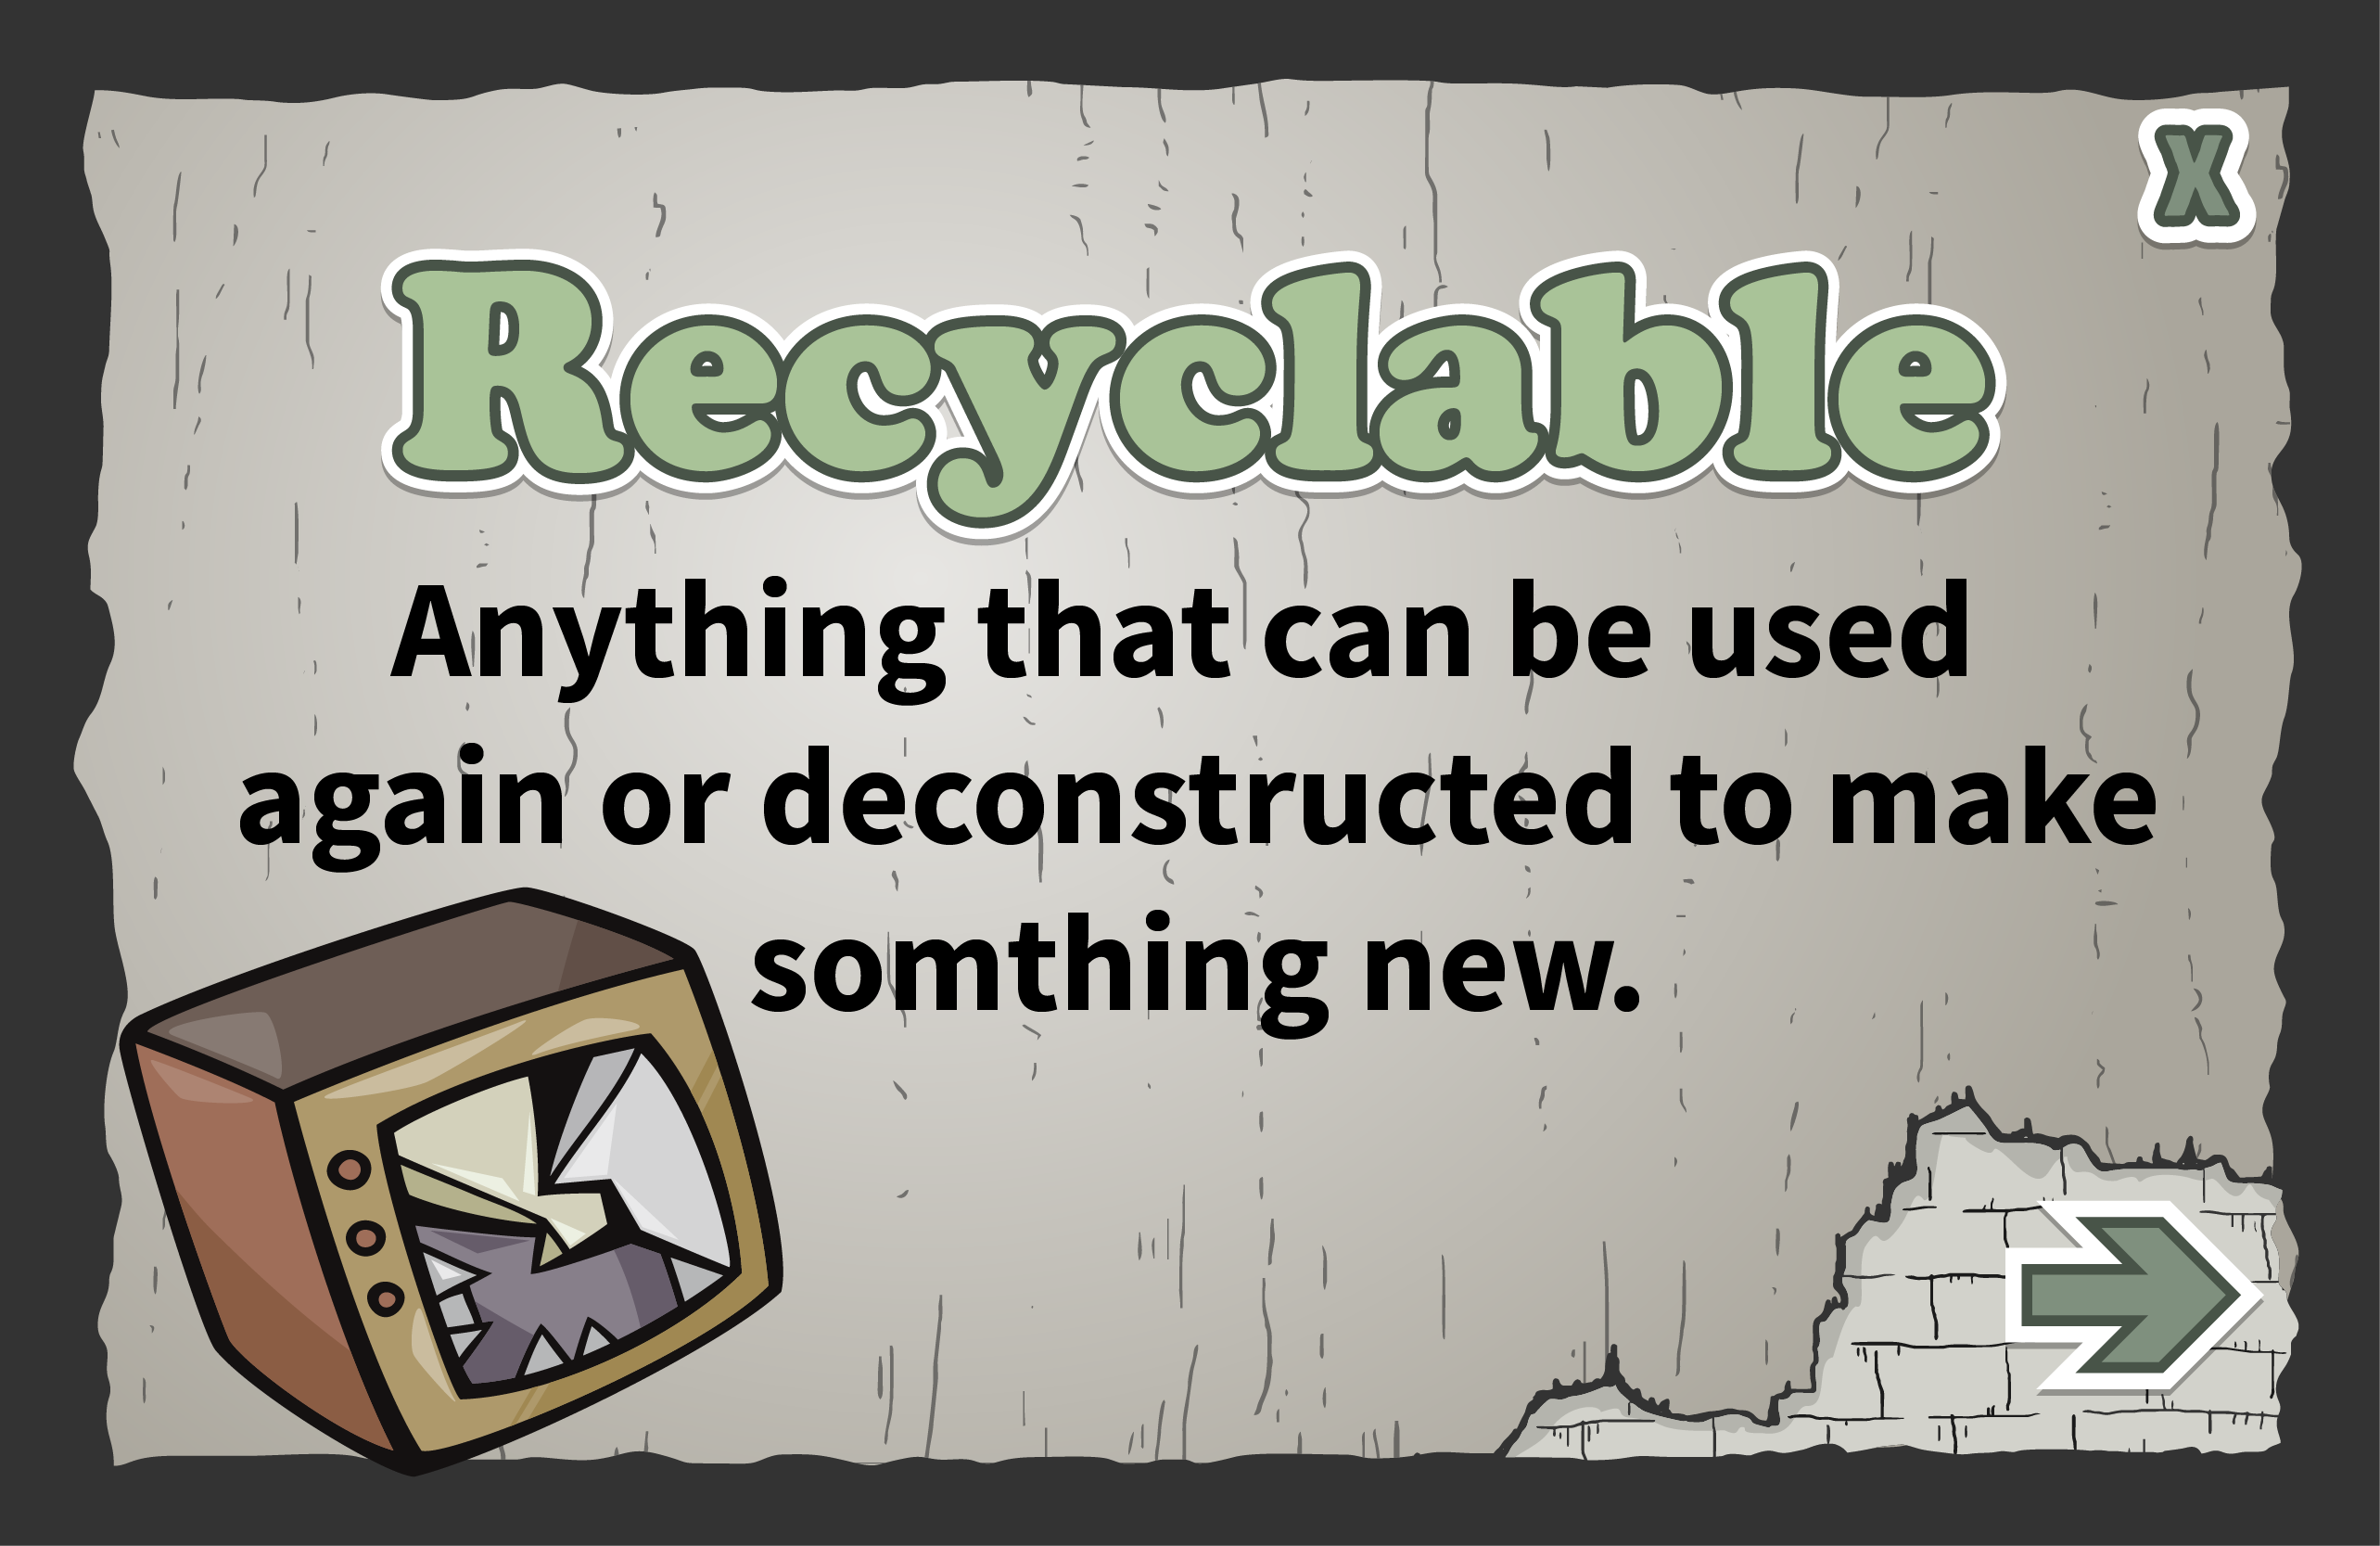 X
Recyclable
Anything that can be used
again or deconstructed to make
somthing new.